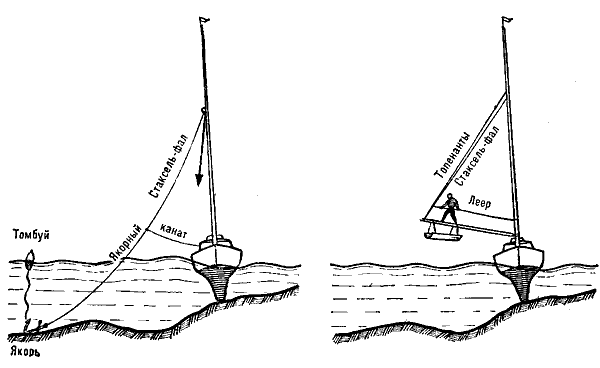 Стаксель-фал
Якорный
канат
Томбуй
Якорь
Топенанты
Стаксель-фал
Леер